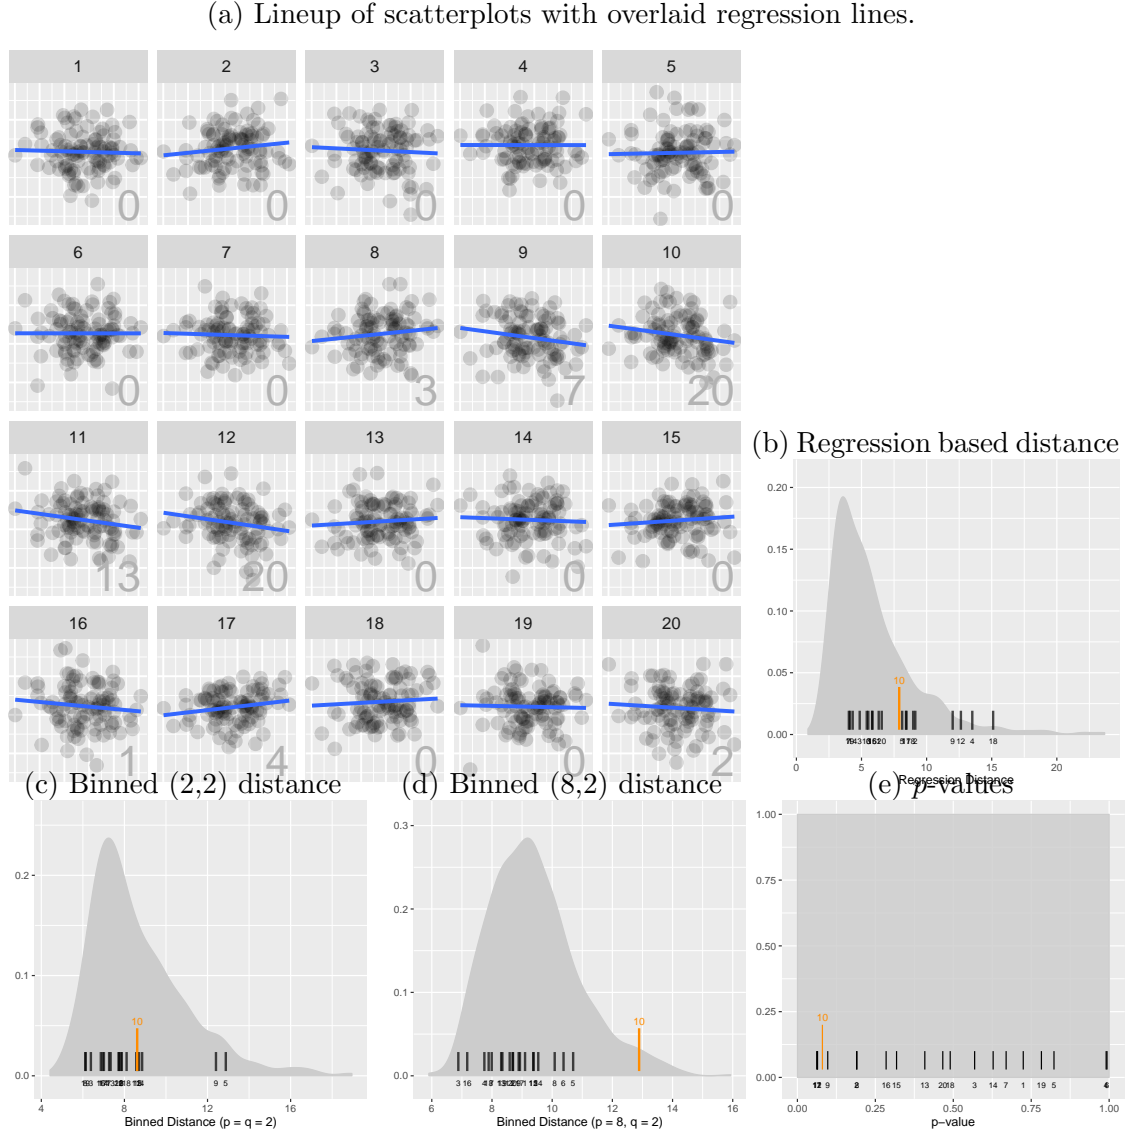 (a) Lineup of scatterplots with overlaid regression lines.
1 2 3 4 5
0 0 0 0 0
6 7 8 9 10
0 0 3 7 20
11 12 13 14 15
13 20 0 0 0
16 17 18 19 20
1 4 0 0 2
(b) Regression based distance
0.20
0.15
0.10
0.05
0.00
10
9 12 4 18
0 5 10 15 20
Regression Distance
(c) Binned (2,2) distance
0.2
0.1
0.0
10
9 5
4 8 12 16
Binned Distance (p = q = 2)
(d) Binned (8,2) distance
0.3
0.2
0.1
0.0
10
3 16 8 6 5
6 8 10 12 14 16
Binned Distance (p = 8, q = 2)
(e) p-values
1.00
0.75
0.50
0.25
0.00
10
9 16 15 13 20 18 3 14 7 1 19 5
0.00 0.25 0.50 0.75 1.00
p-value